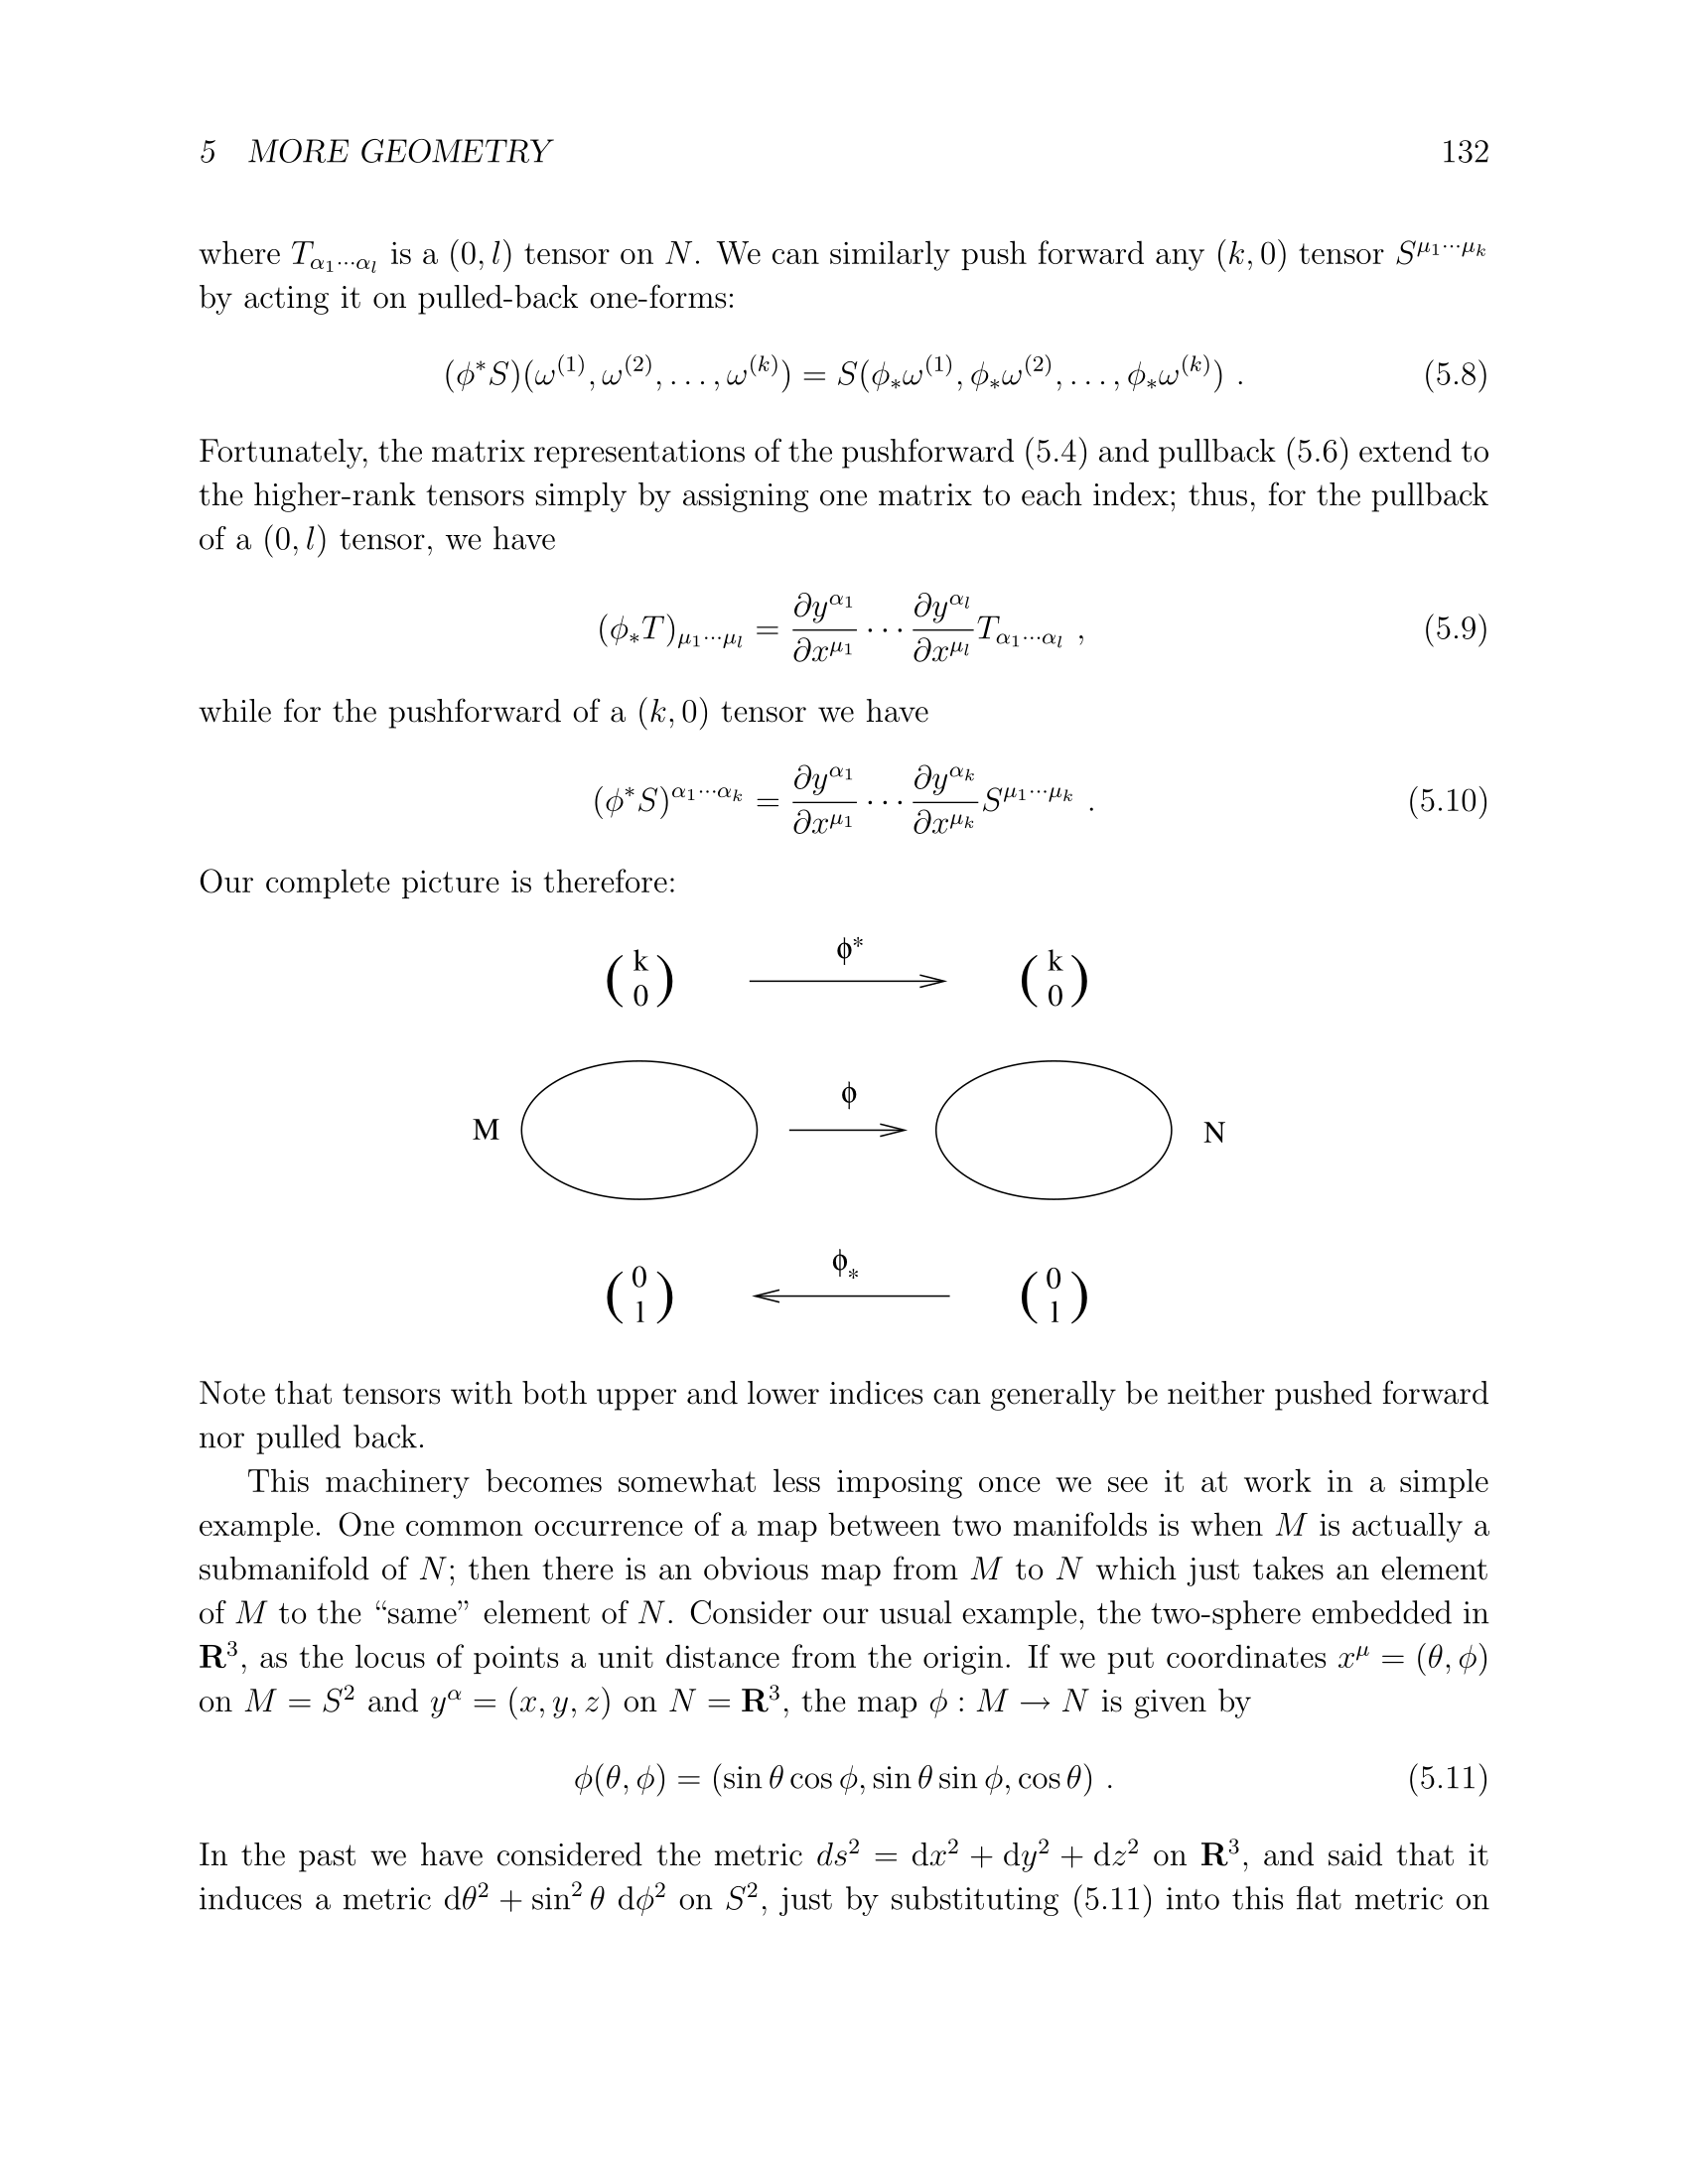 5 MORE GEOMETRY 132
where $T_{\alpha_1\cdots\alpha_l}$ is a $(0, l)$ tensor on $N$. We can similarly push forward any $(k, 0)$ tensor $S^{\mu_1\cdots\mu_k}$
by acting it on pulled-back one-forms:
$(\phi^* S)(\omega^{(1)}, \omega^{(2)}, \ldots, \omega^{(k)}) = S(\phi_*\omega^{(1)}, \phi_*\omega^{(2)}, \ldots, \phi_*\omega^{(k)})$ . (5.8)
Fortunately, the matrix representations of the pushforward (5.4) and pullback (5.6) extend to
the higher-rank tensors simply by assigning one matrix to each index; thus, for the pullback
of a $(0, l)$ tensor, we have
$(\phi_* T)_{\mu_1\cdots\mu_l} = \frac{\partial y^{\alpha_1}}{\partial x^{\mu_1}} \cdots \frac{\partial y^{\alpha_l}}{\partial x^{\mu_l}} T_{\alpha_1\cdots\alpha_l}$ , (5.9)
while for the pushforward of a $(k, 0)$ tensor we have
$(\phi^* S)^{\alpha_1\cdots\alpha_k} = \frac{\partial y^{\alpha_1}}{\partial x^{\mu_1}} \cdots \frac{\partial y^{\alpha_k}}{\partial x^{\mu_k}} S^{\mu_1\cdots\mu_k}$ . (5.10)
Our complete picture is therefore:
$\binom{k}{0}$ $\phi^*$ $\binom{k}{0}$
M $\phi$ N
$\binom{0}{l}$ $\phi_*$ $\binom{0}{l}$
Note that tensors with both upper and lower indices can generally be neither pushed forward
nor pulled back.
This machinery becomes somewhat less imposing once we see it at work in a simple
example. One common occurrence of a map between two manifolds is when $M$ is actually a
submanifold of $N$; then there is an obvious map from $M$ to $N$ which just takes an element
of $M$ to the “same” element of $N$. Consider our usual example, the two-sphere embedded in
$\mathbf{R}^3$, as the locus of points a unit distance from the origin. If we put coordinates $x^\mu = (\theta, \phi)$
on $M = S^2$ and $y^\alpha = (x, y, z)$ on $N = \mathbf{R}^3$, the map $\phi : M \to N$ is given by
$\phi(\theta, \phi) = (\sin\theta\cos\phi, \sin\theta\sin\phi, \cos\theta)$ . (5.11)
In the past we have considered the metric $ds^2 = \mathrm{d}x^2 + \mathrm{d}y^2 + \mathrm{d}z^2$ on $\mathbf{R}^3$, and said that it
induces a metric $\mathrm{d}\theta^2 + \sin^2\theta\ \mathrm{d}\phi^2$ on $S^2$, just by substituting (5.11) into this flat metric on